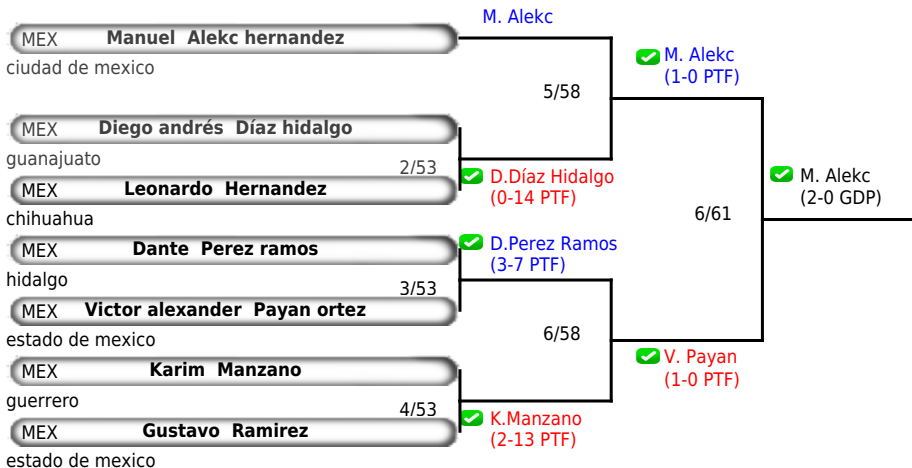 M. Alekc
MEX Manuel Alekc hernandez
ciudad de mexico
M. Alekc
(1-0 PTF)
5/58
MEX Diego andrés Díaz hidalgo
guanajuato
2/53
MEX Leonardo Hernandez
chihuahua
D.Díaz Hidalgo
(0-14 PTF)
M. Alekc
(2-0 GDP)
6/61
MEX Dante Perez ramos
hidalgo
D.Perez Ramos
(3-7 PTF)
3/53
MEX Victor alexander Payan ortez
estado de mexico
6/58
V. Payan
(1-0 PTF)
MEX Karim Manzano
guerrero
4/53
MEX Gustavo Ramirez
estado de mexico
K.Manzano
(2-13 PTF)